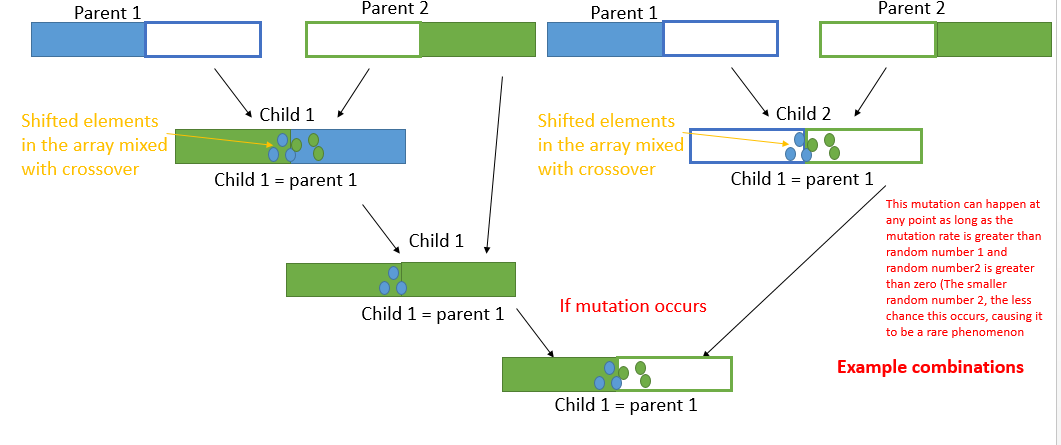 Parent 1
Parent 2
Parent 1
Parent 2
Child 1
Child 2
Shifted elements
in the array mixed
with crossover
Shifted elements
in the array mixed
with crossover
Child 1 = parent 1
Child 1 = parent 1
This mutation can happen at
any point as long as the
mutation rate is greater than
random number 1 and
random number2 is greater
than zero (The smaller
random number 2, the less
chance this occurs, causing it
to be a rare phenomenon
Child 1
Child 1 = parent 1
If mutation occurs
Example combinations
Child 1 = parent 1